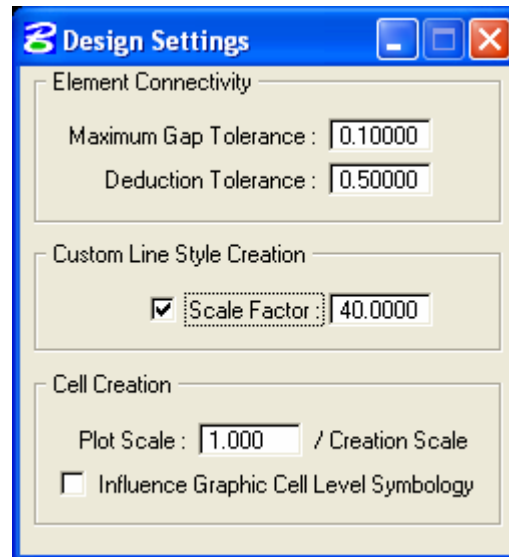 Design Settings
Element Connectivity
Maximum Gap Tolerance : 0.10000
Deduction Tolerance : 0.50000
Custom Line Style Creation
Scale Factor : 40.0000
Cell Creation
Plot Scale : 1.000 / Creation Scale
Influence Graphic Cell Level Symbology